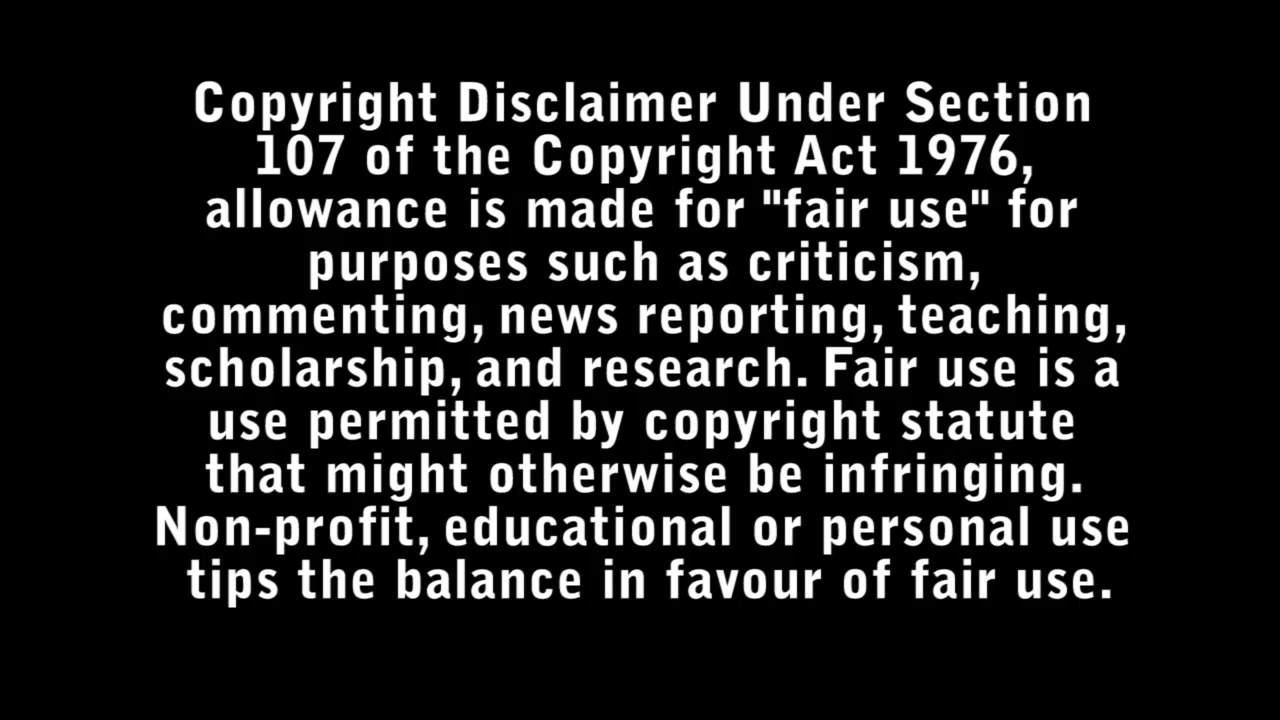 Copyright Disclaimer Under Section
107 of the Copyright Act 1976,
allowance is made for "fair use" for
purposes such as criticism,
commenting, news reporting, teaching,
scholarship, and research. Fair use is a
use permitted by copyright statute
that might otherwise be infringing.
Non-profit, educational or personal use
tips the balance in favour of fair use.